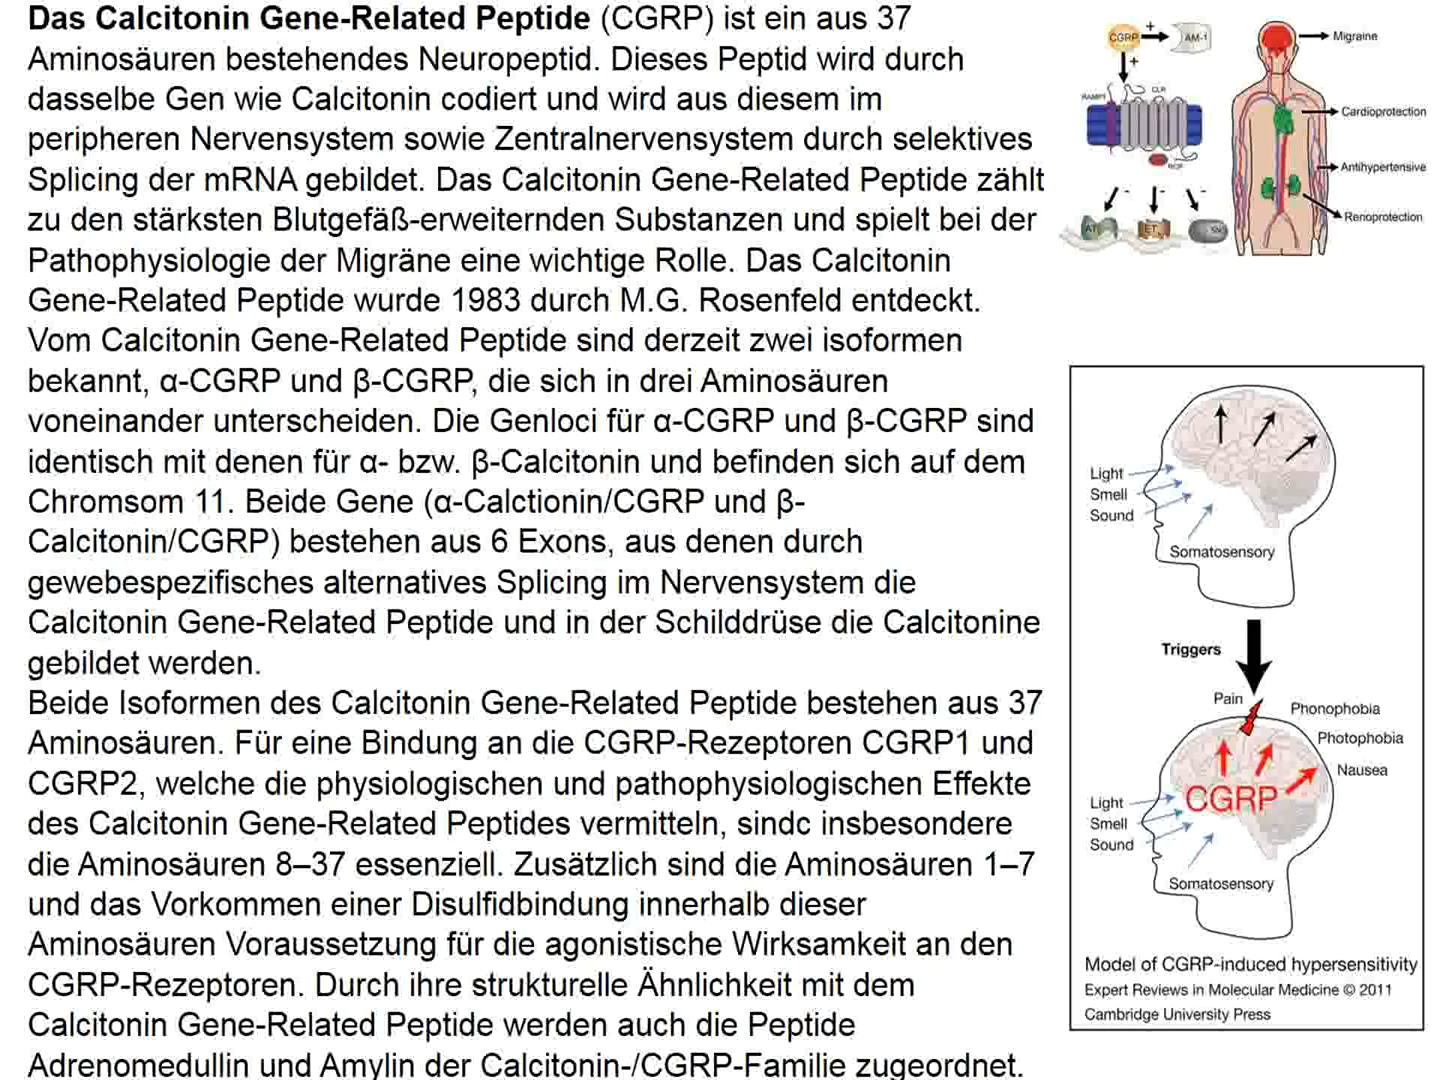 Das Calcitonin Gene-Related Peptide (CGRP) ist ein aus 37
Aminosäuren bestehendes Neuropeptid. Dieses Peptid wird durch
dasselbe Gen wie Calcitonin codiert und wird aus diesem im
peripheren Nervensystem sowie Zentralnervensystem durch selektives
Splicing der mRNA gebildet. Das Calcitonin Gene-Related Peptide zählt
zu den stärksten Blutgefäß-erweiternden Substanzen und spielt bei der
Pathophysiologie der Migräne eine wichtige Rolle. Das Calcitonin
Gene-Related Peptide wurde 1983 durch M.G. Rosenfeld entdeckt.
Vom Calcitonin Gene-Related Peptide sind derzeit zwei isoformen
bekannt, α-CGRP und β-CGRP, die sich in drei Aminosäuren
voneinander unterscheiden. Die Genloci für α-CGRP und β-CGRP sind
identisch mit denen für α- bzw. β-Calcitonin und befinden sich auf dem
Chromsom 11. Beide Gene (α-Calctionin/CGRP und β-
Calcitonin/CGRP) bestehen aus 6 Exons, aus denen durch
gewebespezifisches alternatives Splicing im Nervensystem die
Calcitonin Gene-Related Peptide und in der Schilddrüse die Calcitonine
gebildet werden.
Beide Isoformen des Calcitonin Gene-Related Peptide bestehen aus 37
Aminosäuren. Für eine Bindung an die CGRP-Rezeptoren CGRP1 und
CGRP2, welche die physiologischen und pathophysiologischen Effekte
des Calcitonin Gene-Related Peptides vermitteln, sindc insbesondere
die Aminosäuren 8–37 essenziell. Zusätzlich sind die Aminosäuren 1–7
und das Vorkommen einer Disulfidbindung innerhalb dieser
Aminosäuren Voraussetzung für die agonistische Wirksamkeit an den
CGRP-Rezeptoren. Durch ihre strukturelle Ähnlichkeit mit dem
Calcitonin Gene-Related Peptide werden auch die Peptide
Adrenomedullin und Amylin der Calcitonin-/CGRP-Familie zugeordnet.
CGRP
+
AM-1
+
RAMP1
CLR
RCP
- - -
Migraine
Cardioprotection
Antihypertensive
Renoprotection
Light
Smell
Sound
Somatosensory
Triggers
Pain
Phonophobia
Photophobia
Nausea
CGRP
Light
Smell
Sound
Somatosensory
Model of CGRP-induced hypersensitivity
Expert Reviews in Molecular Medicine © 2011
Cambridge University Press